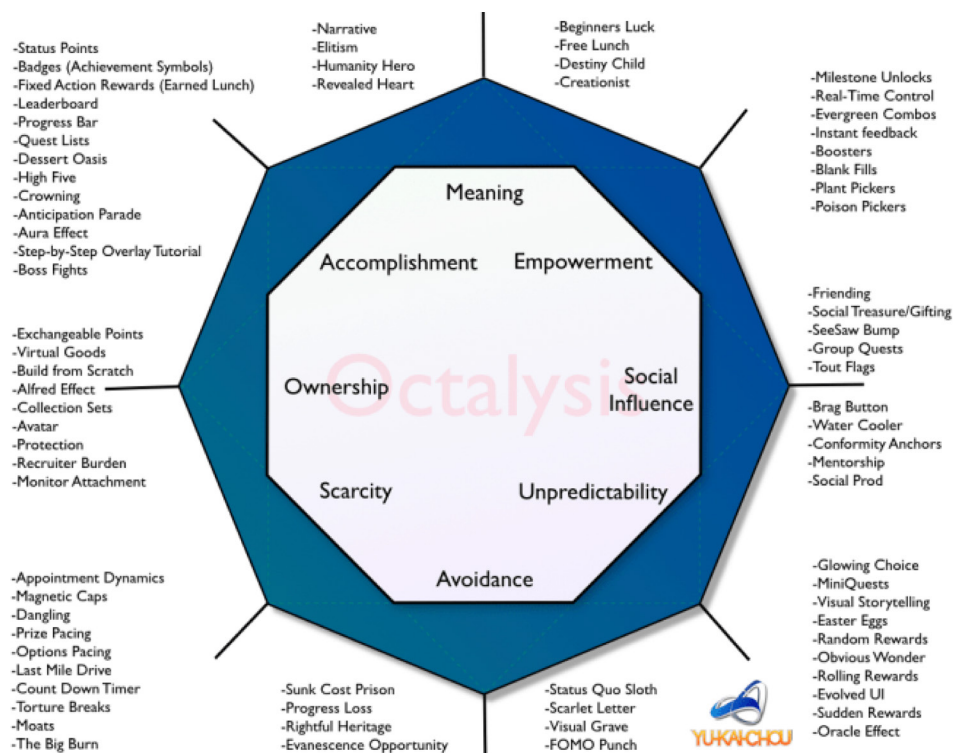 -Narrative
-Elitism
-Humanity Hero
-Revealed Heart
-Beginners Luck
-Free Lunch
-Destiny Child
-Creationist
-Status Points
-Badges (Achievement Symbols)
-Fixed Action Rewards (Earned Lunch)
-Leaderboard
-Progress Bar
-Quest Lists
-Dessert Oasis
-High Five
-Crowning
-Anticipation Parade
-Aura Effect
-Step-by-Step Overlay Tutorial
-Boss Fights
-Milestone Unlocks
-Real-Time Control
-Evergreen Combos
-Instant feedback
-Boosters
-Blank Fills
-Plant Pickers
-Poison Pickers
Meaning
Accomplishment
Empowerment
Ownership
Octalysis
Social
Influence
Scarcity
Unpredictability
Avoidance
-Exchangeable Points
-Virtual Goods
-Build from Scratch
-Alfred Effect
-Collection Sets
-Avatar
-Protection
-Recruiter Burden
-Monitor Attachment
-Friending
-Social Treasure/Gifting
-SeeSaw Bump
-Group Quests
-Tout Flags
-Brag Button
-Water Cooler
-Conformity Anchors
-Mentorship
-Social Prod
-Appointment Dynamics
-Magnetic Caps
-Dangling
-Prize Pacing
-Options Pacing
-Last Mile Drive
-Count Down Timer
-Torture Breaks
-Moats
-The Big Burn
-Sunk Cost Prison
-Progress Loss
-Rightful Heritage
-Evanescence Opportunity
-Status Quo Sloth
-Scarlet Letter
-Visual Grave
-FOMO Punch
YU-KAI CHOU
-Glowing Choice
-MiniQuests
-Visual Storytelling
-Easter Eggs
-Random Rewards
-Obvious Wonder
-Rolling Rewards
-Evolved UI
-Sudden Rewards
-Oracle Effect